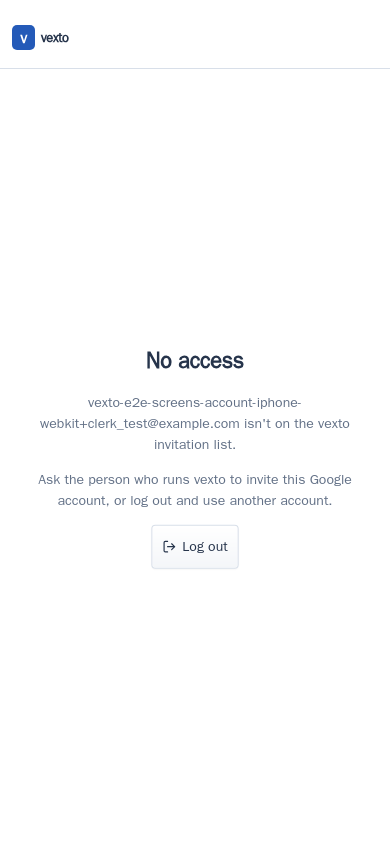 v vexto
No access
vexto-e2e-screens-account-iphone-
webkit+clerk_test@example.com isn't on the vexto
invitation list.
Ask the person who runs vexto to invite this Google
account, or log out and use another account.
Log out